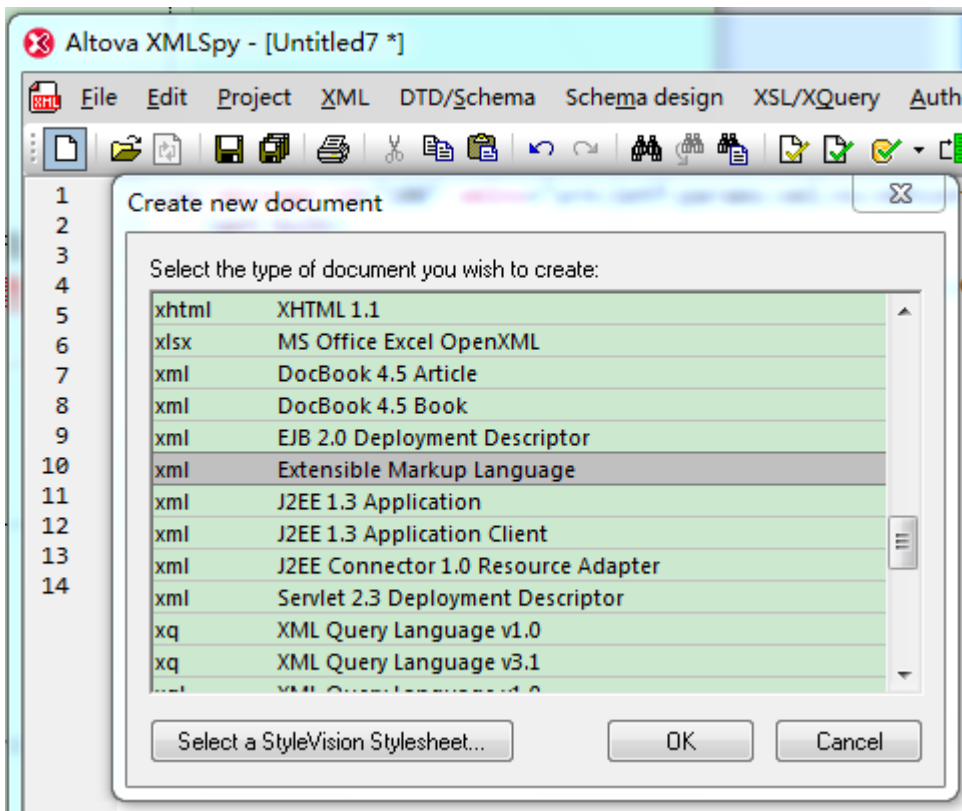 Altova XMLSpy - [Untitled7 *]
File Edit Project XML DTD/Schema Schema design XSL/XQuery Auth
1
2
3
4
5
6
7
8
9
10
11
12
13
14
Create new document
Select the type of document you wish to create:
xhtml XHTML 1.1
xlsx MS Office Excel OpenXML
xml DocBook 4.5 Article
xml DocBook 4.5 Book
xml EJB 2.0 Deployment Descriptor
xml Extensible Markup Language
xml J2EE 1.3 Application
xml J2EE 1.3 Application Client
xml J2EE Connector 1.0 Resource Adapter
xml Servlet 2.3 Deployment Descriptor
xq XML Query Language v1.0
xq XML Query Language v3.1
Select a StyleVision Stylesheet... OK Cancel